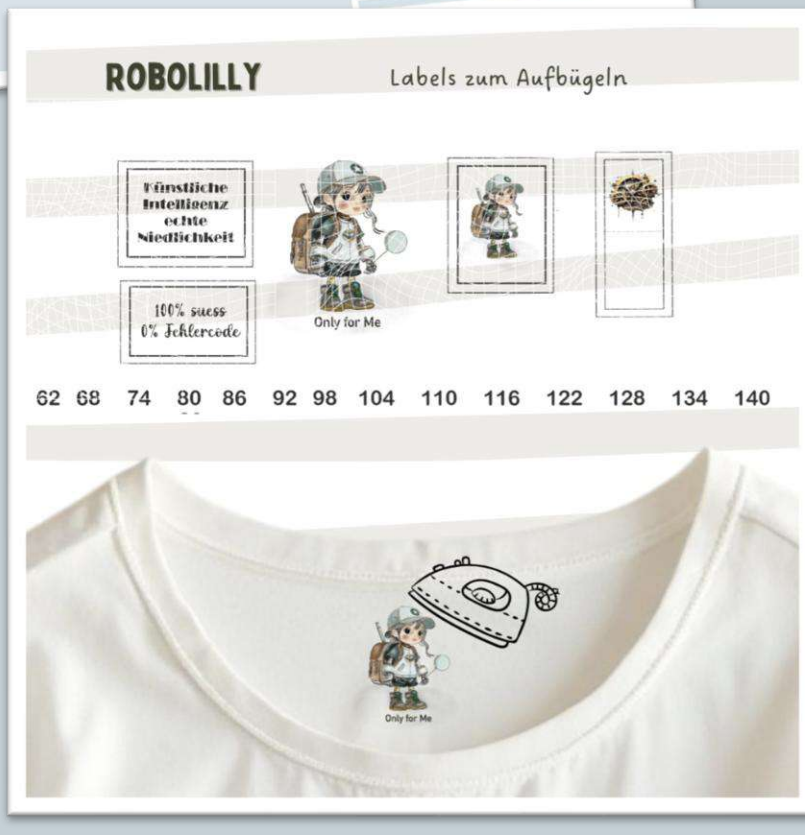 ROBOLILLY
Labels zum Aufbügeln
Künstliche
Intelligenz
echte
Niedlichkeit
100% suess
0% Fehlercode
Only for Me
62 68 74 80 86 92 98 104 110 116 122 128 134 140
Only for Me